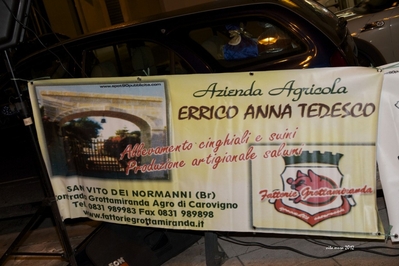 Azienda Agricola
ERRICO ANNA TEDESCO
Allevamento cinghiali e suini
Produzione artigianale salumi
SAN VITO DEI NORMANNI (Br)
Contrada Grottamiranda Agro di Carovigno
Tel 0831 989983 Fax 0831 989898
www.fattoriegrottamiranda.it
Fattorie Grottamiranda
2012